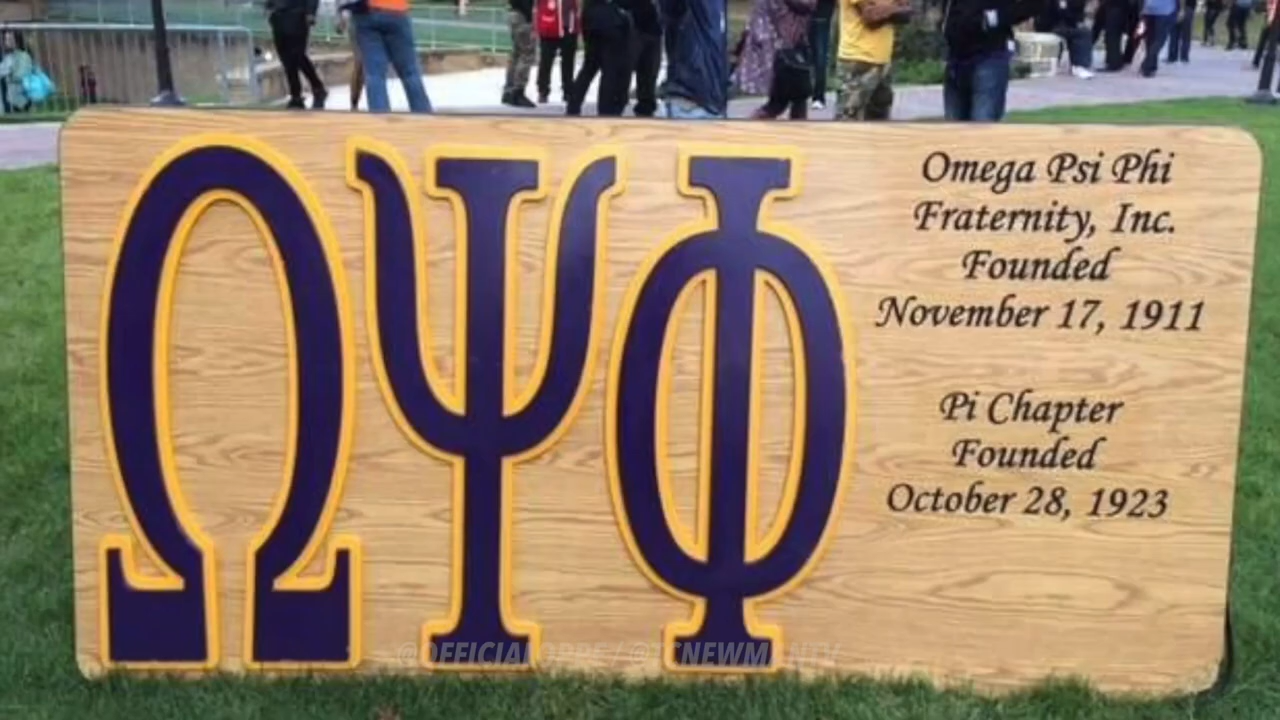 ΩΨΦ
Omega Psi Phi
Fraternity, Inc.
Founded
November 17, 1911
Pi Chapter
Founded
October 28, 1923